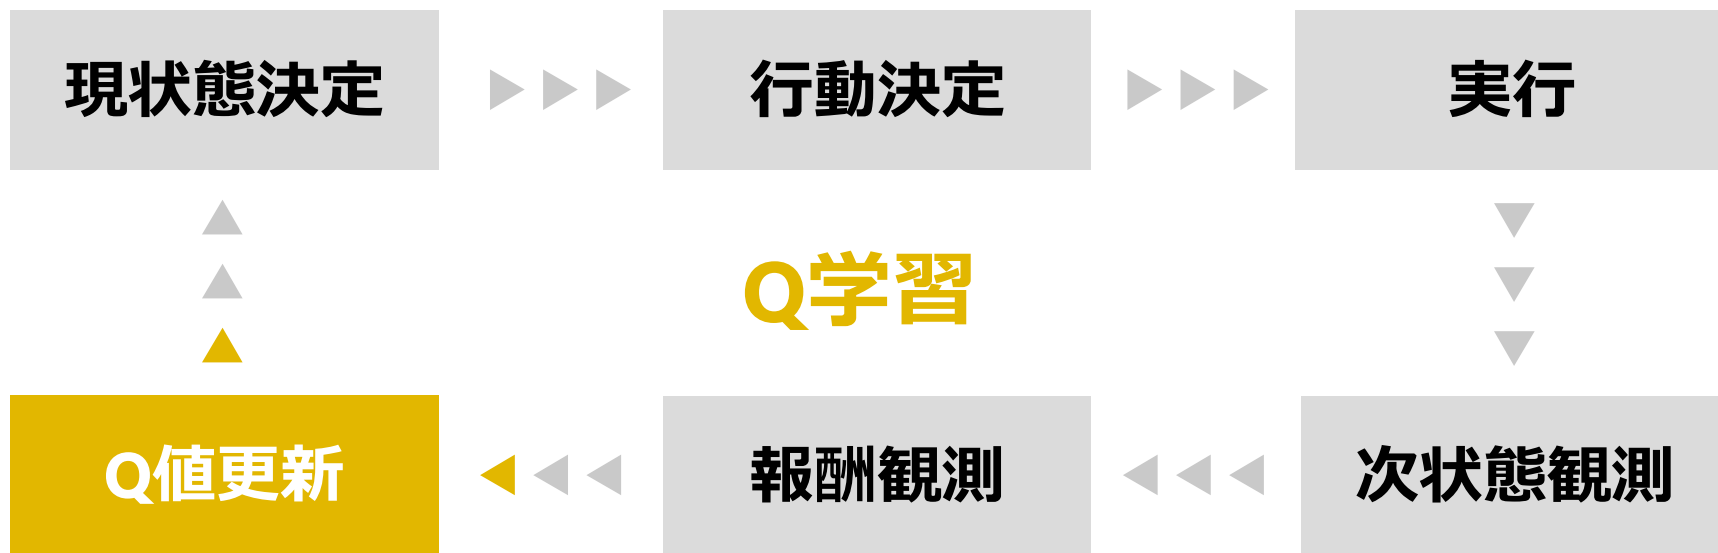 現状態決定
行動決定
実行
Q学習
Q値更新
報酬観測
次状態観測